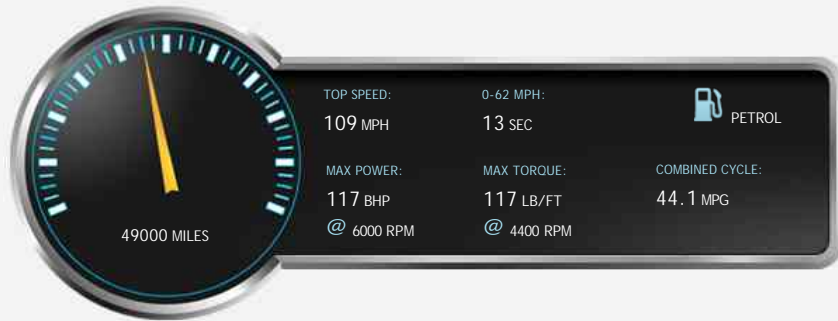 TOP SPEED:
109 MPH
0-62 MPH:
13 SEC
PETROL
MAX POWER:
117 BHP
@ 6000 RPM
MAX TORQUE:
117 LB/FT
@ 4400 RPM
COMBINED CYCLE:
44.1 MPG
49000 MILES